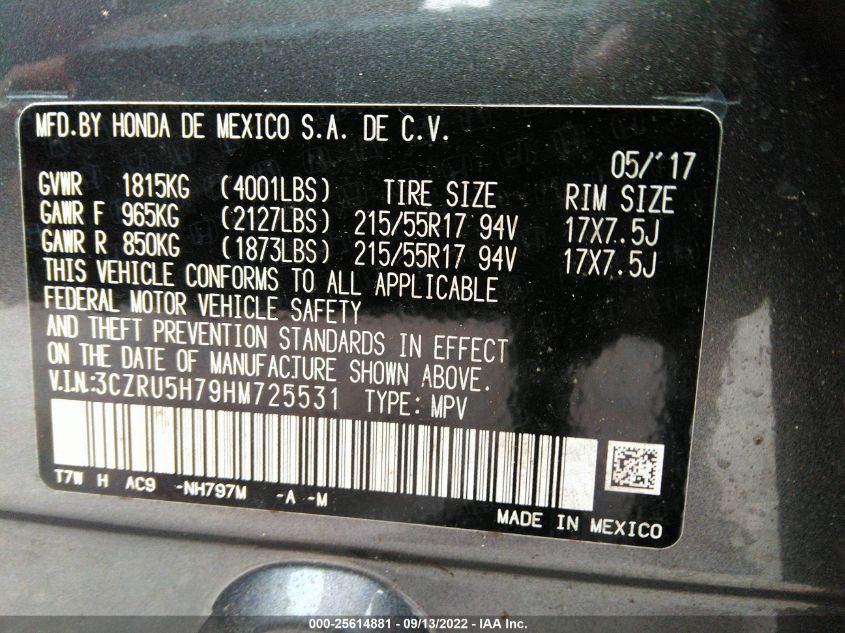 MFD.BY HONDA DE MEXICO S.A. DE C.V.
05/'17
GVWR 1815KG (4001LBS) TIRE SIZE RIM SIZE
GAWR F 965KG (2127LBS) 215/55R17 94V 17X7.5J
GAWR R 850KG (1873LBS) 215/55R17 94V 17X7.5J
THIS VEHICLE CONFORMS TO ALL APPLICABLE
FEDERAL MOTOR VEHICLE SAFETY
AND THEFT PREVENTION STANDARDS IN EFFECT
ON THE DATE OF MANUFACTURE SHOWN ABOVE.
V.I.N.:3CZRU5H79HM725531 TYPE: MPV
T7W H AC9 -NH797M -A -M
MADE IN MEXICO
000-25614881 - 09/13/2022 - IAA Inc.